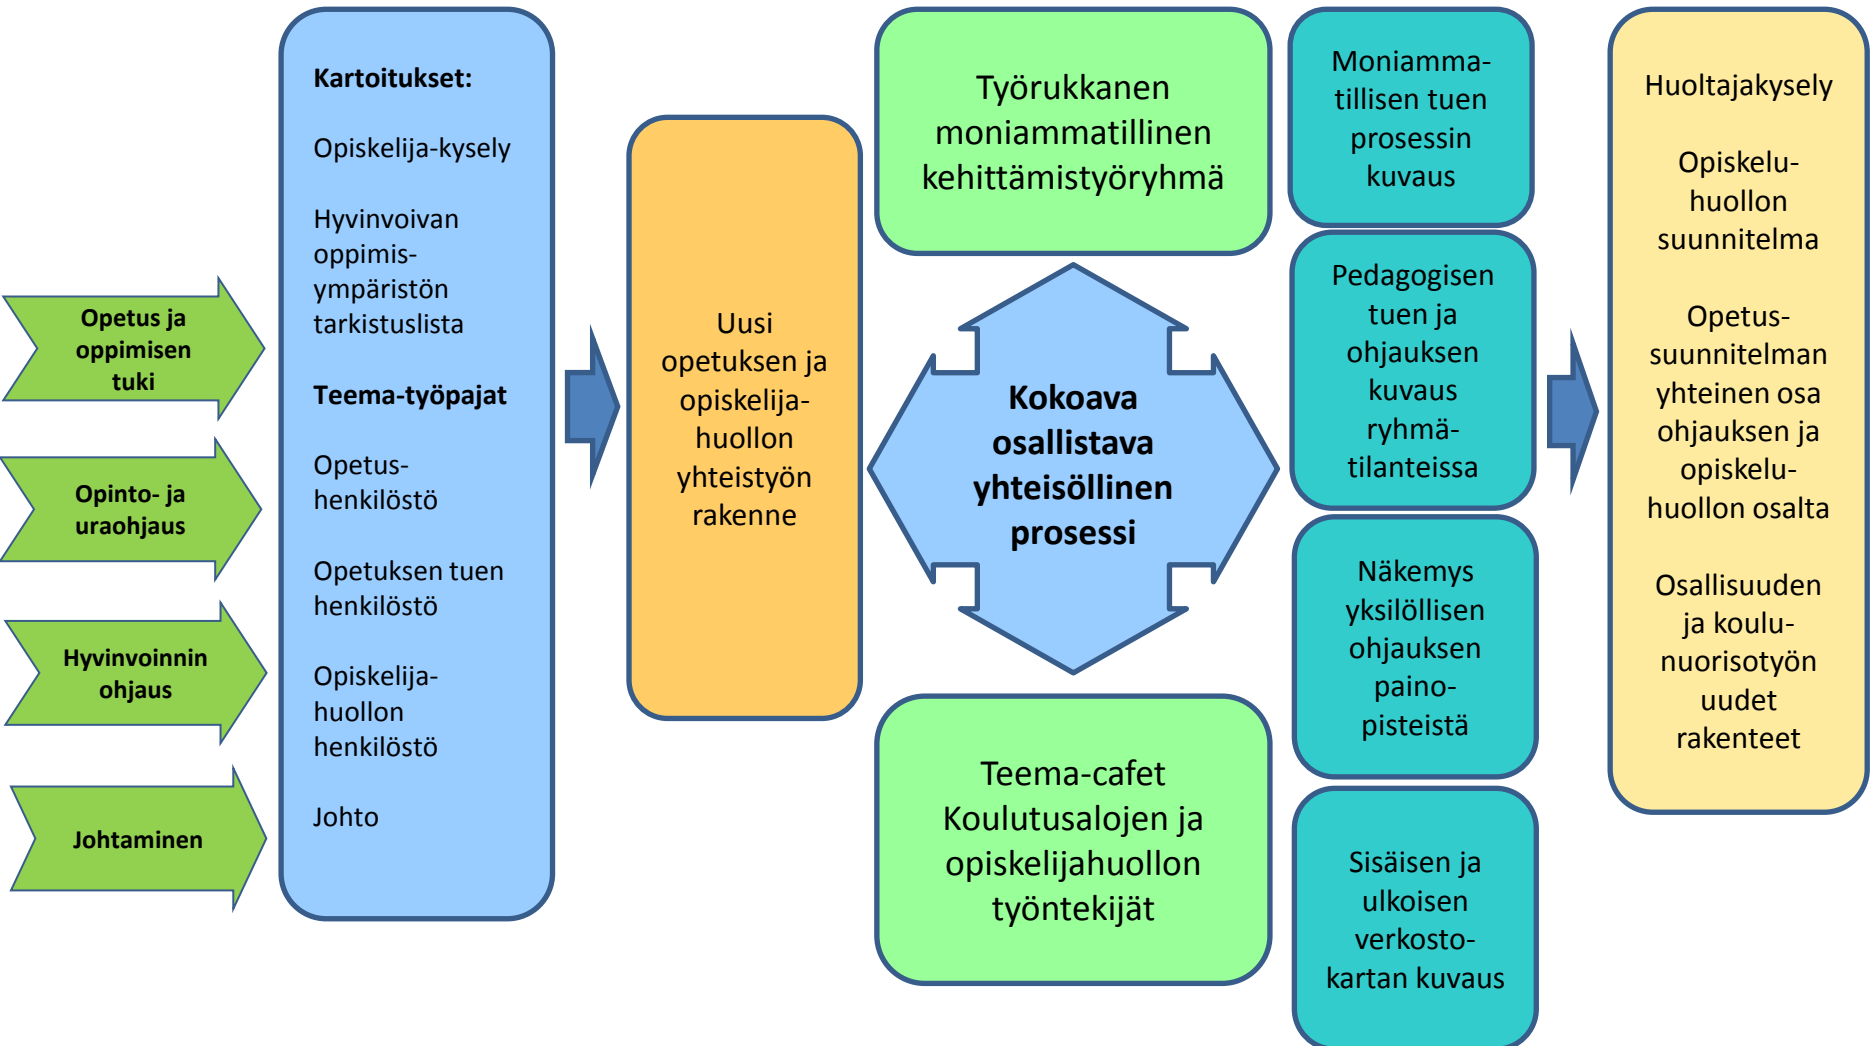 Opetus ja
oppimisen
tuki
Opinto- ja
uraohjaus
Hyvinvoinnin
ohjaus
Johtaminen
Kartoitukset:
Opiskelija-kysely
Hyvinvoivan
oppimis-
ympäristön
tarkistuslista
Teema-työpajat
Opetus-
henkilöstö
Opetuksen tuen
henkilöstö
Opiskelija-
huollon
henkilöstö
Johto
Uusi
opetuksen ja
opiskelija-
huollon
yhteistyön
rakenne
Työrukkanen
moniammatillinen
kehittämistyöryhmä
Kokoava
osallistava
yhteisöllinen
prosessi
Teema-cafet
Koulutusalojen ja
opiskelijahuollon
työntekijät
Moniamma-
tillisen tuen
prosessin
kuvaus
Pedagogisen
tuen ja
ohjauksen
kuvaus
ryhmä-
tilanteissa
Näkemys
yksilöllisen
ohjauksen
paino-
pisteistä
Sisäisen ja
ulkoisen
verkosto-
kartan kuvaus
Huoltajakysely
Opiskelu-
huollon
suunnitelma
Opetus-
suunnitelman
yhteinen osa
ohjauksen ja
opiskelu-
huollon osalta
Osallisuuden
ja koulu-
nuorisotyön
uudet
rakenteet